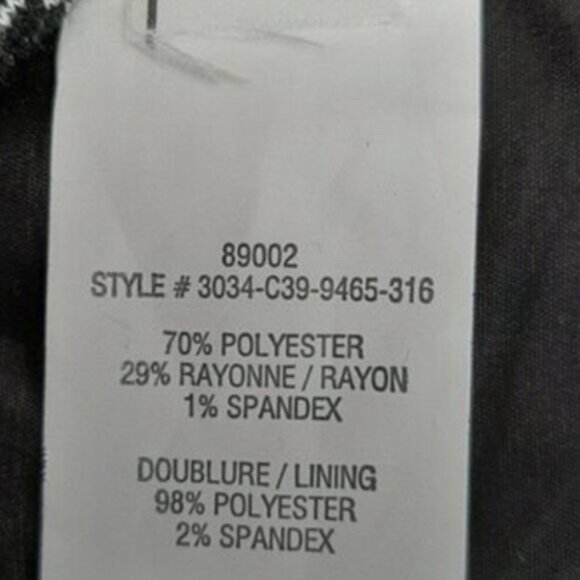 89002
STYLE # 3034-C39-9465-316
70% POLYESTER
29% RAYONNE / RAYON
1% SPANDEX
DOUBLURE / LINING
98% POLYESTER
2% SPANDEX